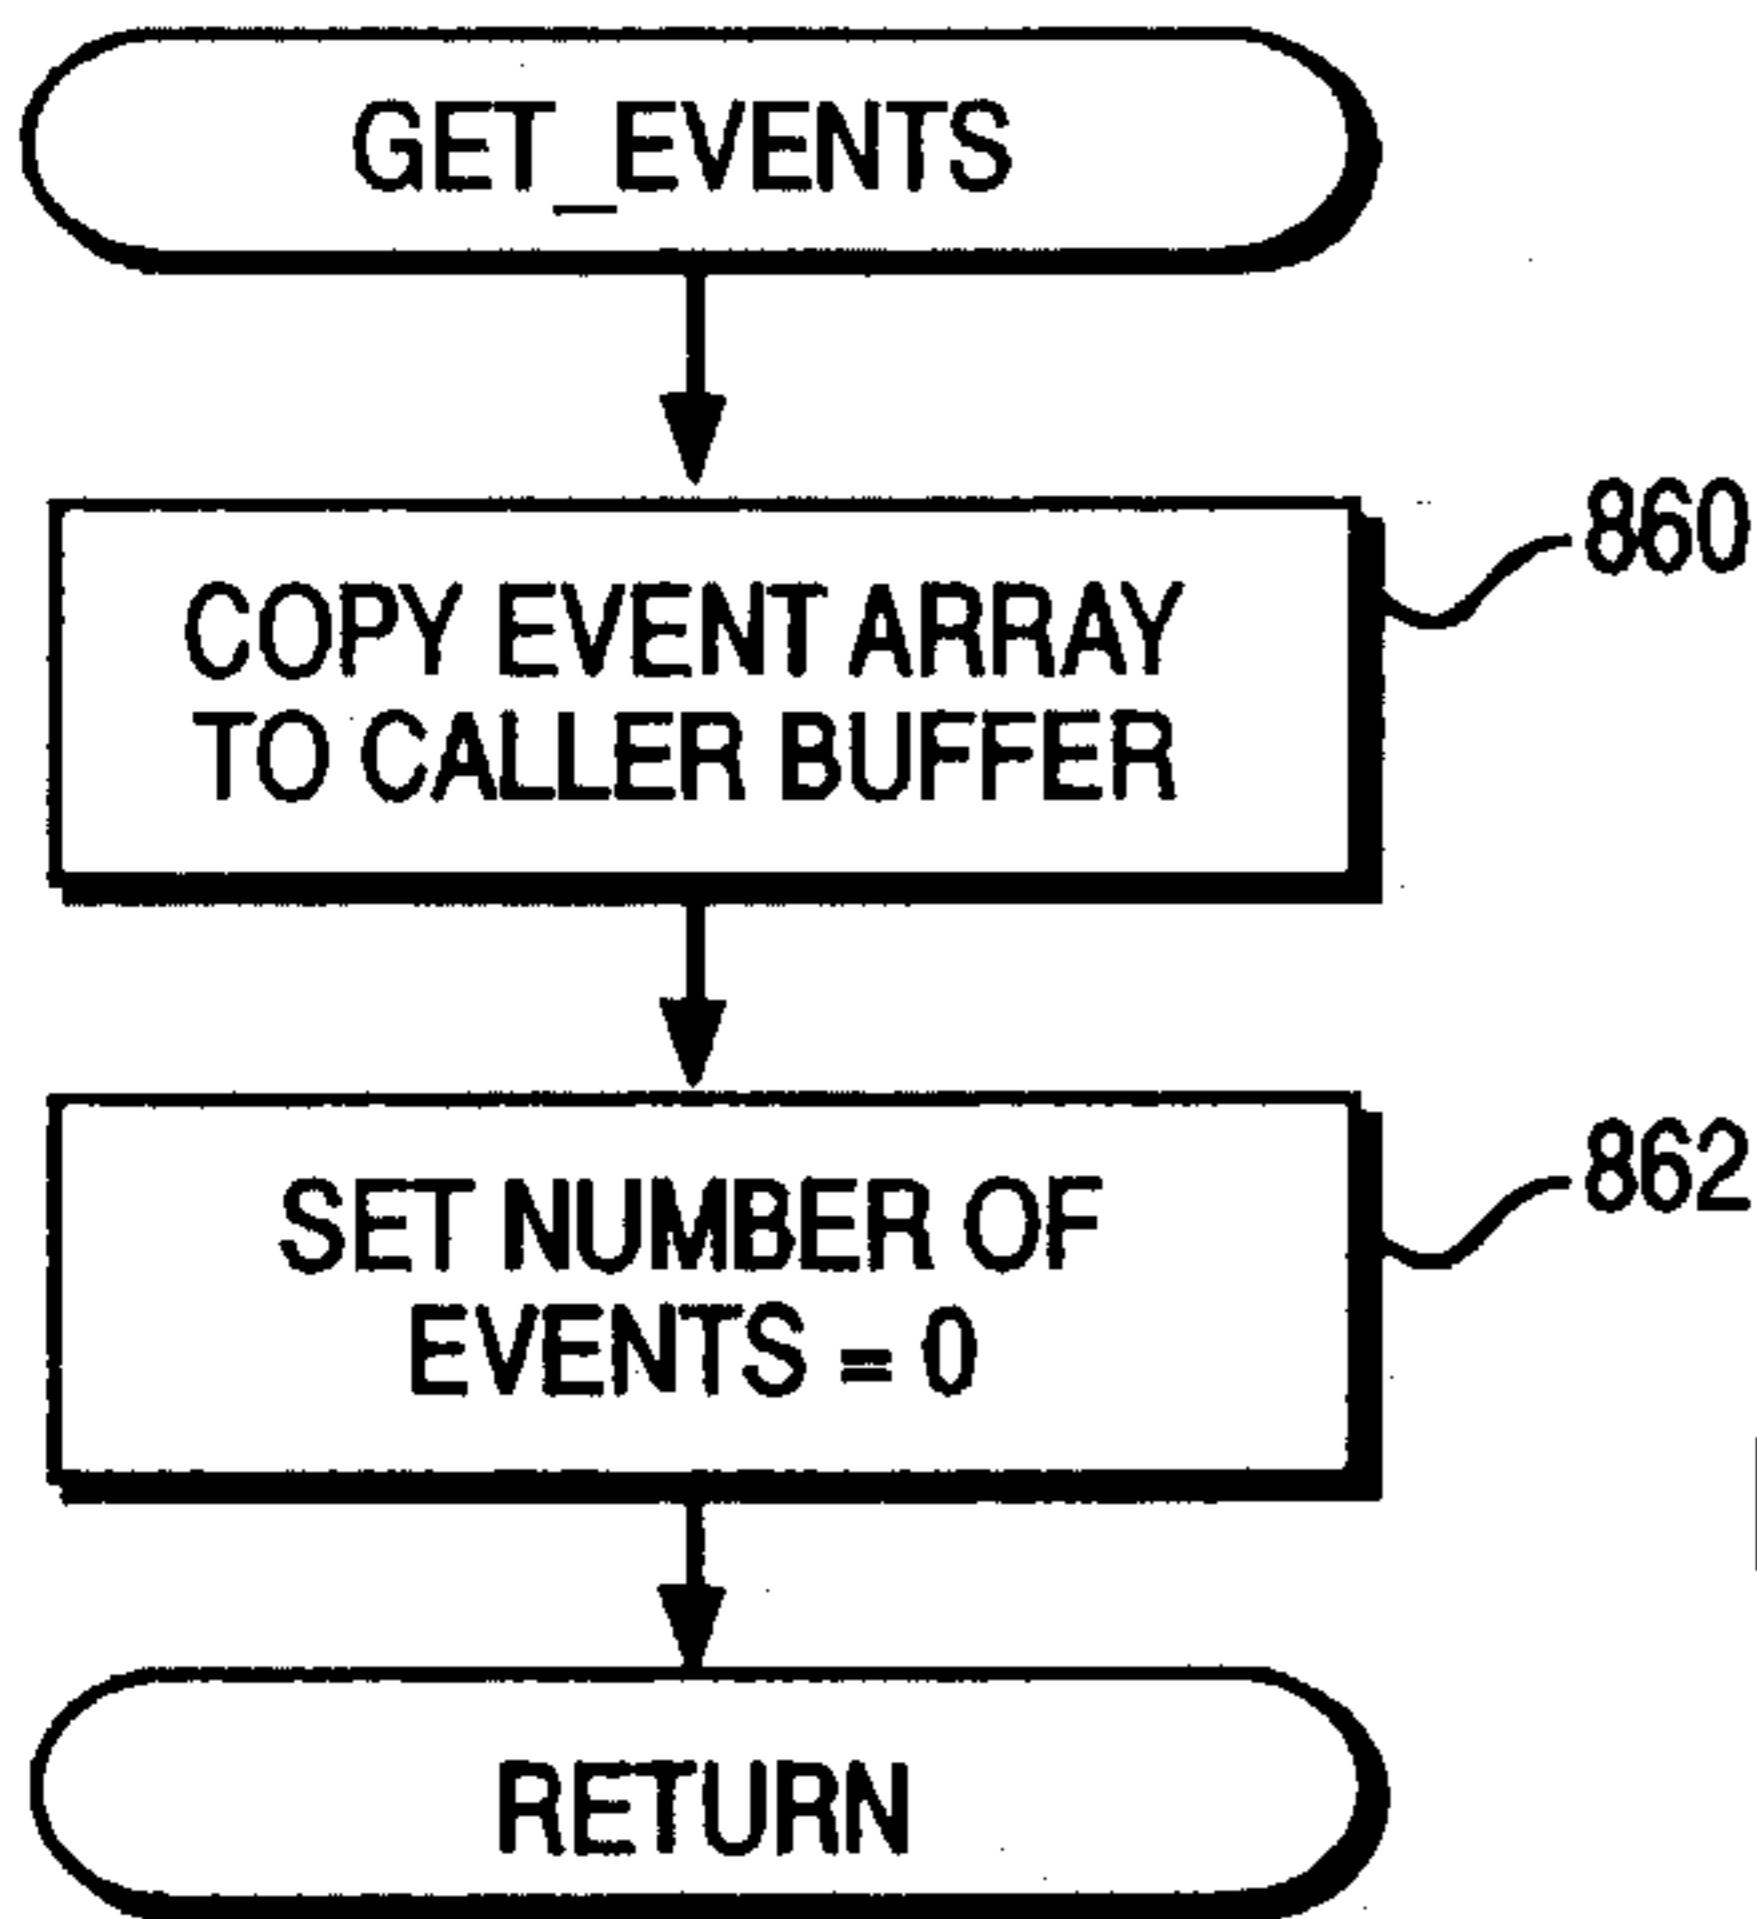 GET_EVENTS
860
COPY EVENT ARRAY
TO CALLER BUFFER
862
SET NUMBER OF
EVENTS = 0
RETURN